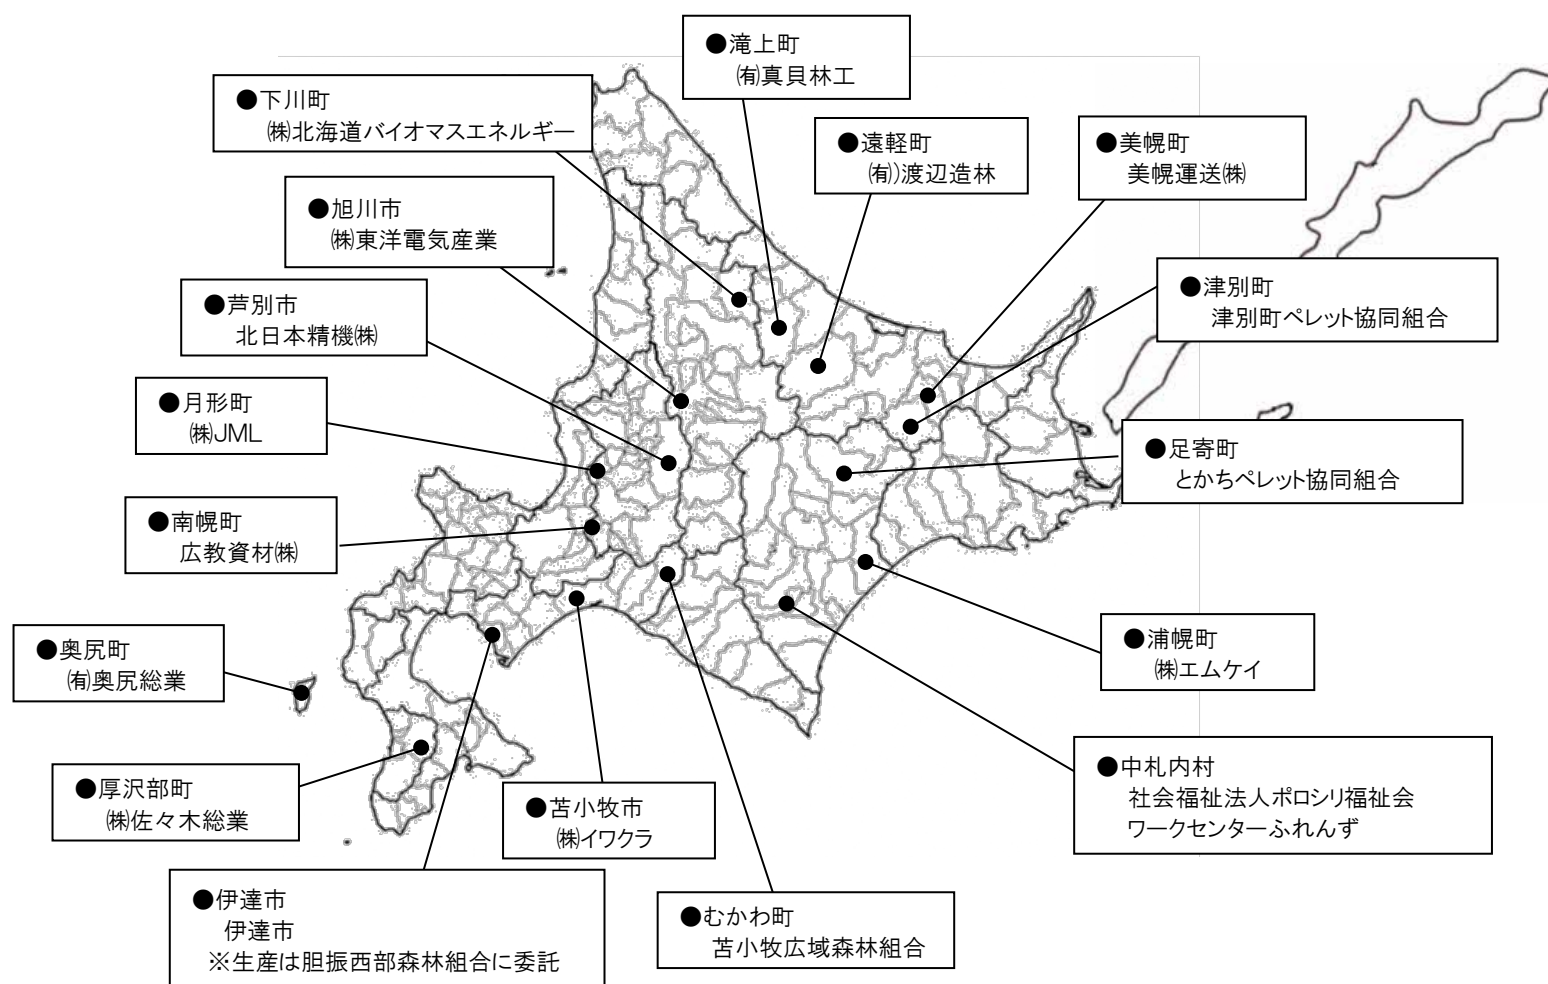 ●滝上町
㈲真貝林工
●下川町
㈱北海道バイオマスエネルギー
●遠軽町
㈲)渡辺造林
●美幌町
美幌運送㈱
●旭川市
㈱東洋電気産業
●津別町
津別町ペレット協同組合
●芦別市
北日本精機㈱
●月形町
㈱JML
●足寄町
とかちペレット協同組合
●南幌町
広教資材㈱
●奥尻町
㈲奥尻総業
●浦幌町
㈱エムケイ
●厚沢部町
㈱佐々木総業
●苫小牧市
㈱イワクラ
●中札内村
社会福祉法人ポロシリ福祉会
ワークセンターふれんず
●伊達市
伊達市
※生産は胆振西部森林組合に委託
●むかわ町
苫小牧広域森林組合